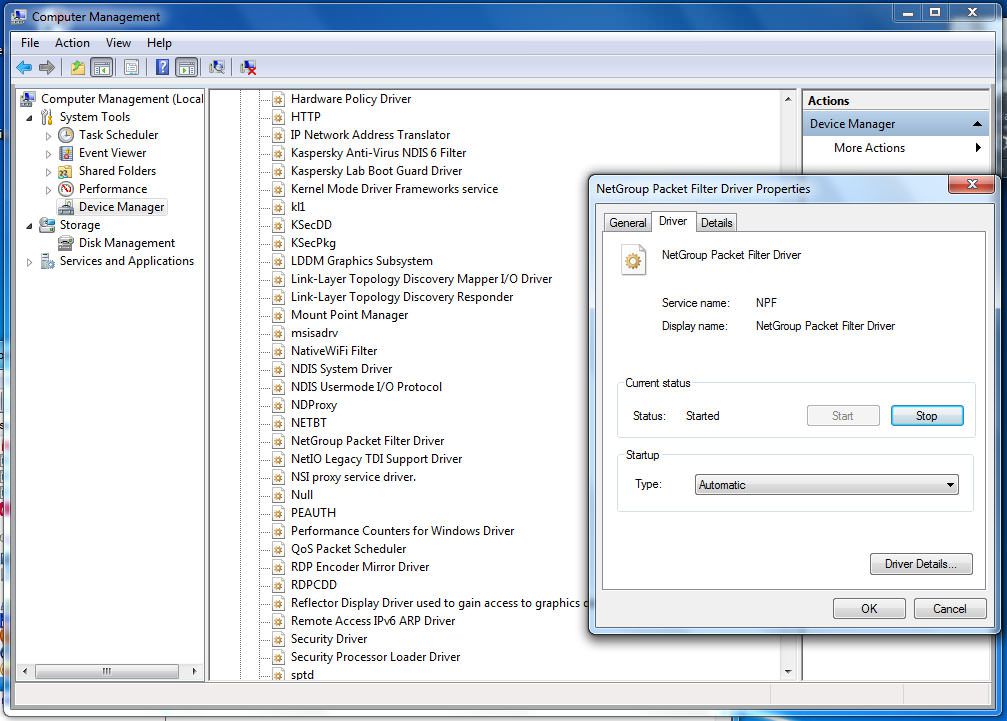 Computer Management
File Action View Help
Computer Management (Local
System Tools
Task Scheduler
Event Viewer
Shared Folders
Performance
Device Manager
Storage
Disk Management
Services and Applications
Hardware Policy Driver
HTTP
IP Network Address Translator
Kaspersky Anti-Virus NDIS 6 Filter
Kaspersky Lab Boot Guard Driver
Kernel Mode Driver Frameworks service
kl1
KSecDD
KSecPkg
LDDM Graphics Subsystem
Link-Layer Topology Discovery Mapper I/O Driver
Link-Layer Topology Discovery Responder
Mount Point Manager
msisadrv
NativeWiFi Filter
NDIS System Driver
NDIS Usermode I/O Protocol
NDProxy
NETBT
NetGroup Packet Filter Driver
NetIO Legacy TDI Support Driver
NSI proxy service driver.
Null
PEAUTH
Performance Counters for Windows Driver
QoS Packet Scheduler
RDP Encoder Mirror Driver
RDPCDD
Reflector Display Driver used to gain access to graphics
Remote Access IPv6 ARP Driver
Security Driver
Security Processor Loader Driver
sptd
Actions
Device Manager
More Actions
NetGroup Packet Filter Driver Properties
General Driver Details
NetGroup Packet Filter Driver
Service name: NPF
Display name: NetGroup Packet Filter Driver
Current status
Status: Started Start Stop
Startup
Type: Automatic
Driver Details...
OK Cancel